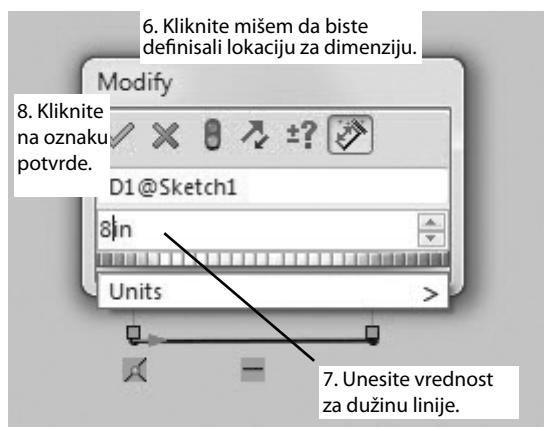 6. Kliknite mišem da biste
definisali lokaciju za dimenziju.
Modify
8. Kliknite
na oznaku
potvrde.
±?
D1@Sketch1
8in
Units >
7. Unesite vrednost
za dužinu linije.